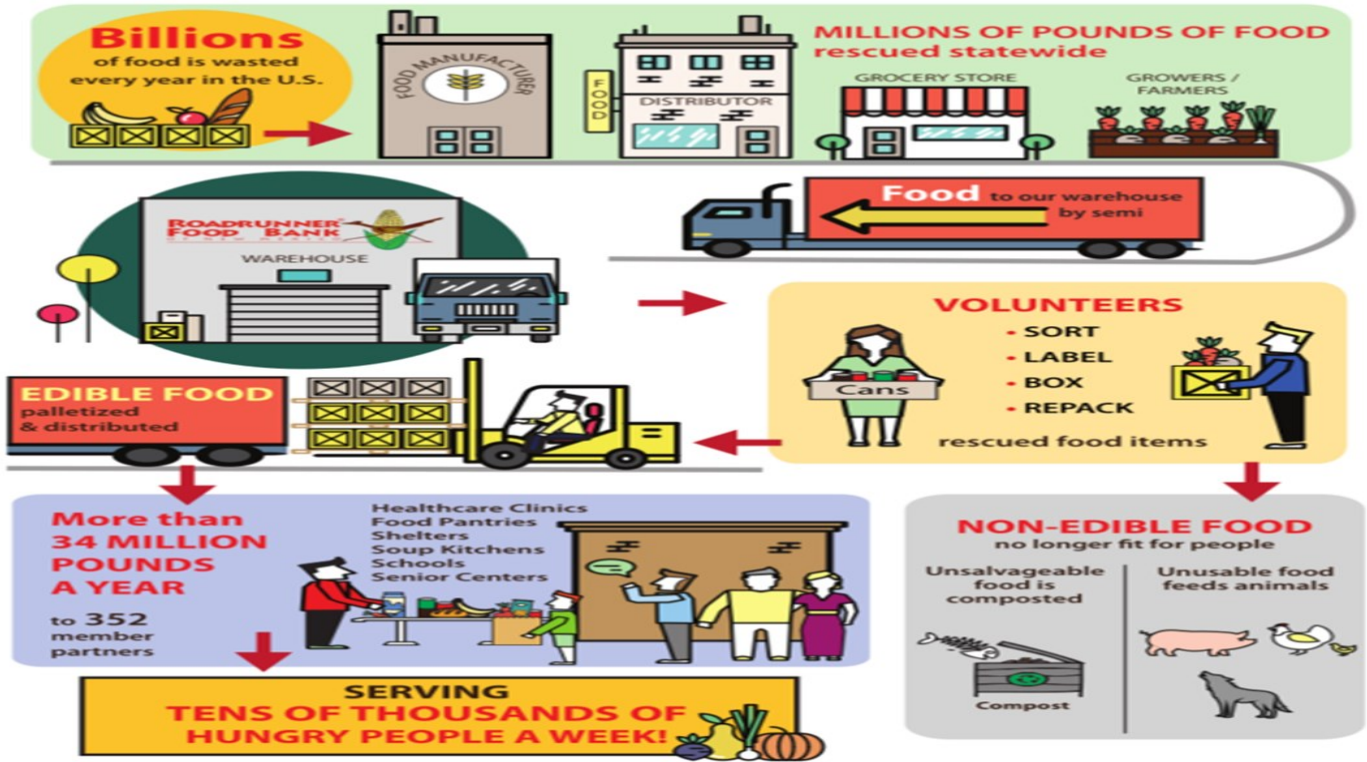 Billions
of food is wasted
every year in the U.S.
FOOD MANUFACTURER
FOOD
DISTRIBUTOR
MILLIONS OF POUNDS OF FOOD
rescued statewide
GROCERY STORE
GROWERS /
FARMERS
Food to our warehouse
by semi
ROADRUNNER
FOOD BANK
OF NEW MEXICO
WAREHOUSE
VOLUNTEERS
• SORT
• LABEL
• BOX
• REPACK
Cans
rescued food items
EDIBLE FOOD
palletized
& distributed
More than
34 MILLION
POUNDS
A YEAR
to 352
member
partners
Healthcare Clinics
Food Pantries
Shelters
Soup Kitchens
Schools
Senior Centers
NON-EDIBLE FOOD
no longer fit for people
Unsalvageable
food is
composted
Compost
Unusable food
feeds animals
SERVING
TENS OF THOUSANDS OF
HUNGRY PEOPLE A WEEK!